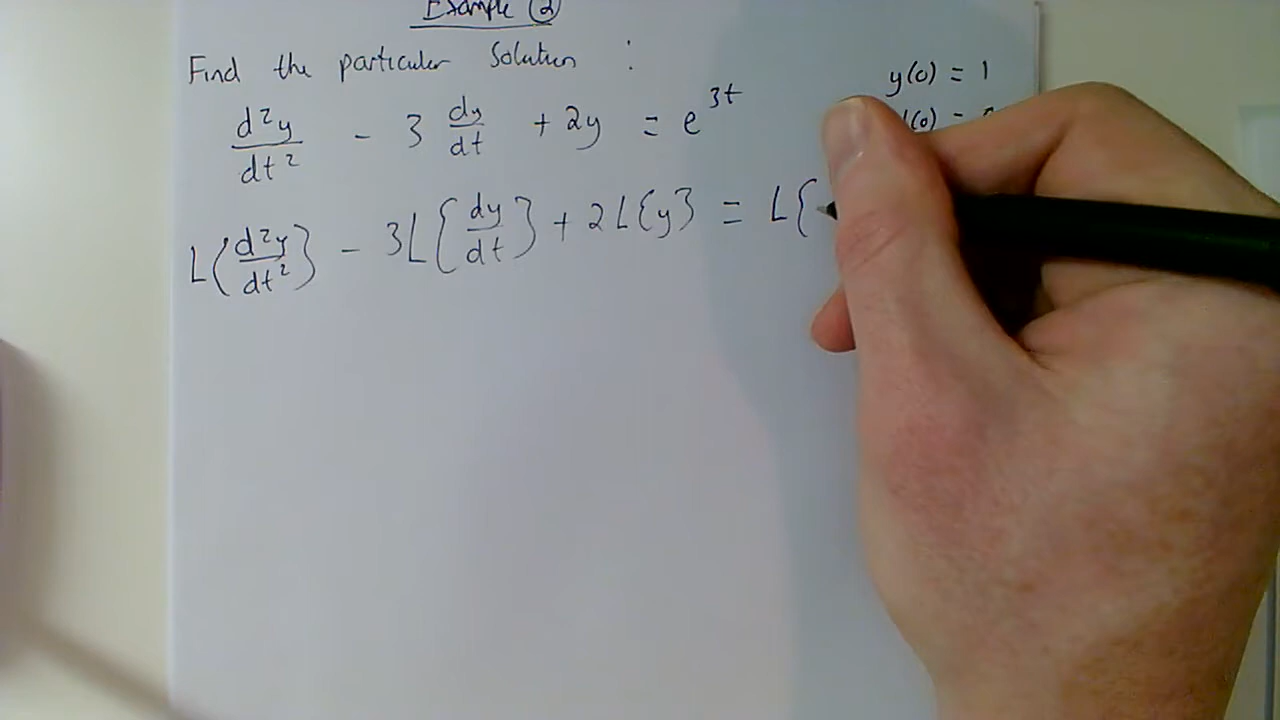 Example ②
Find the particular Solution :
y(0) = 1
d²y/dt² - 3 dy/dt + 2y = e^{3t}
(0) =
L{d²y/dt²} - 3L{dy/dt} + 2L{y} = L{